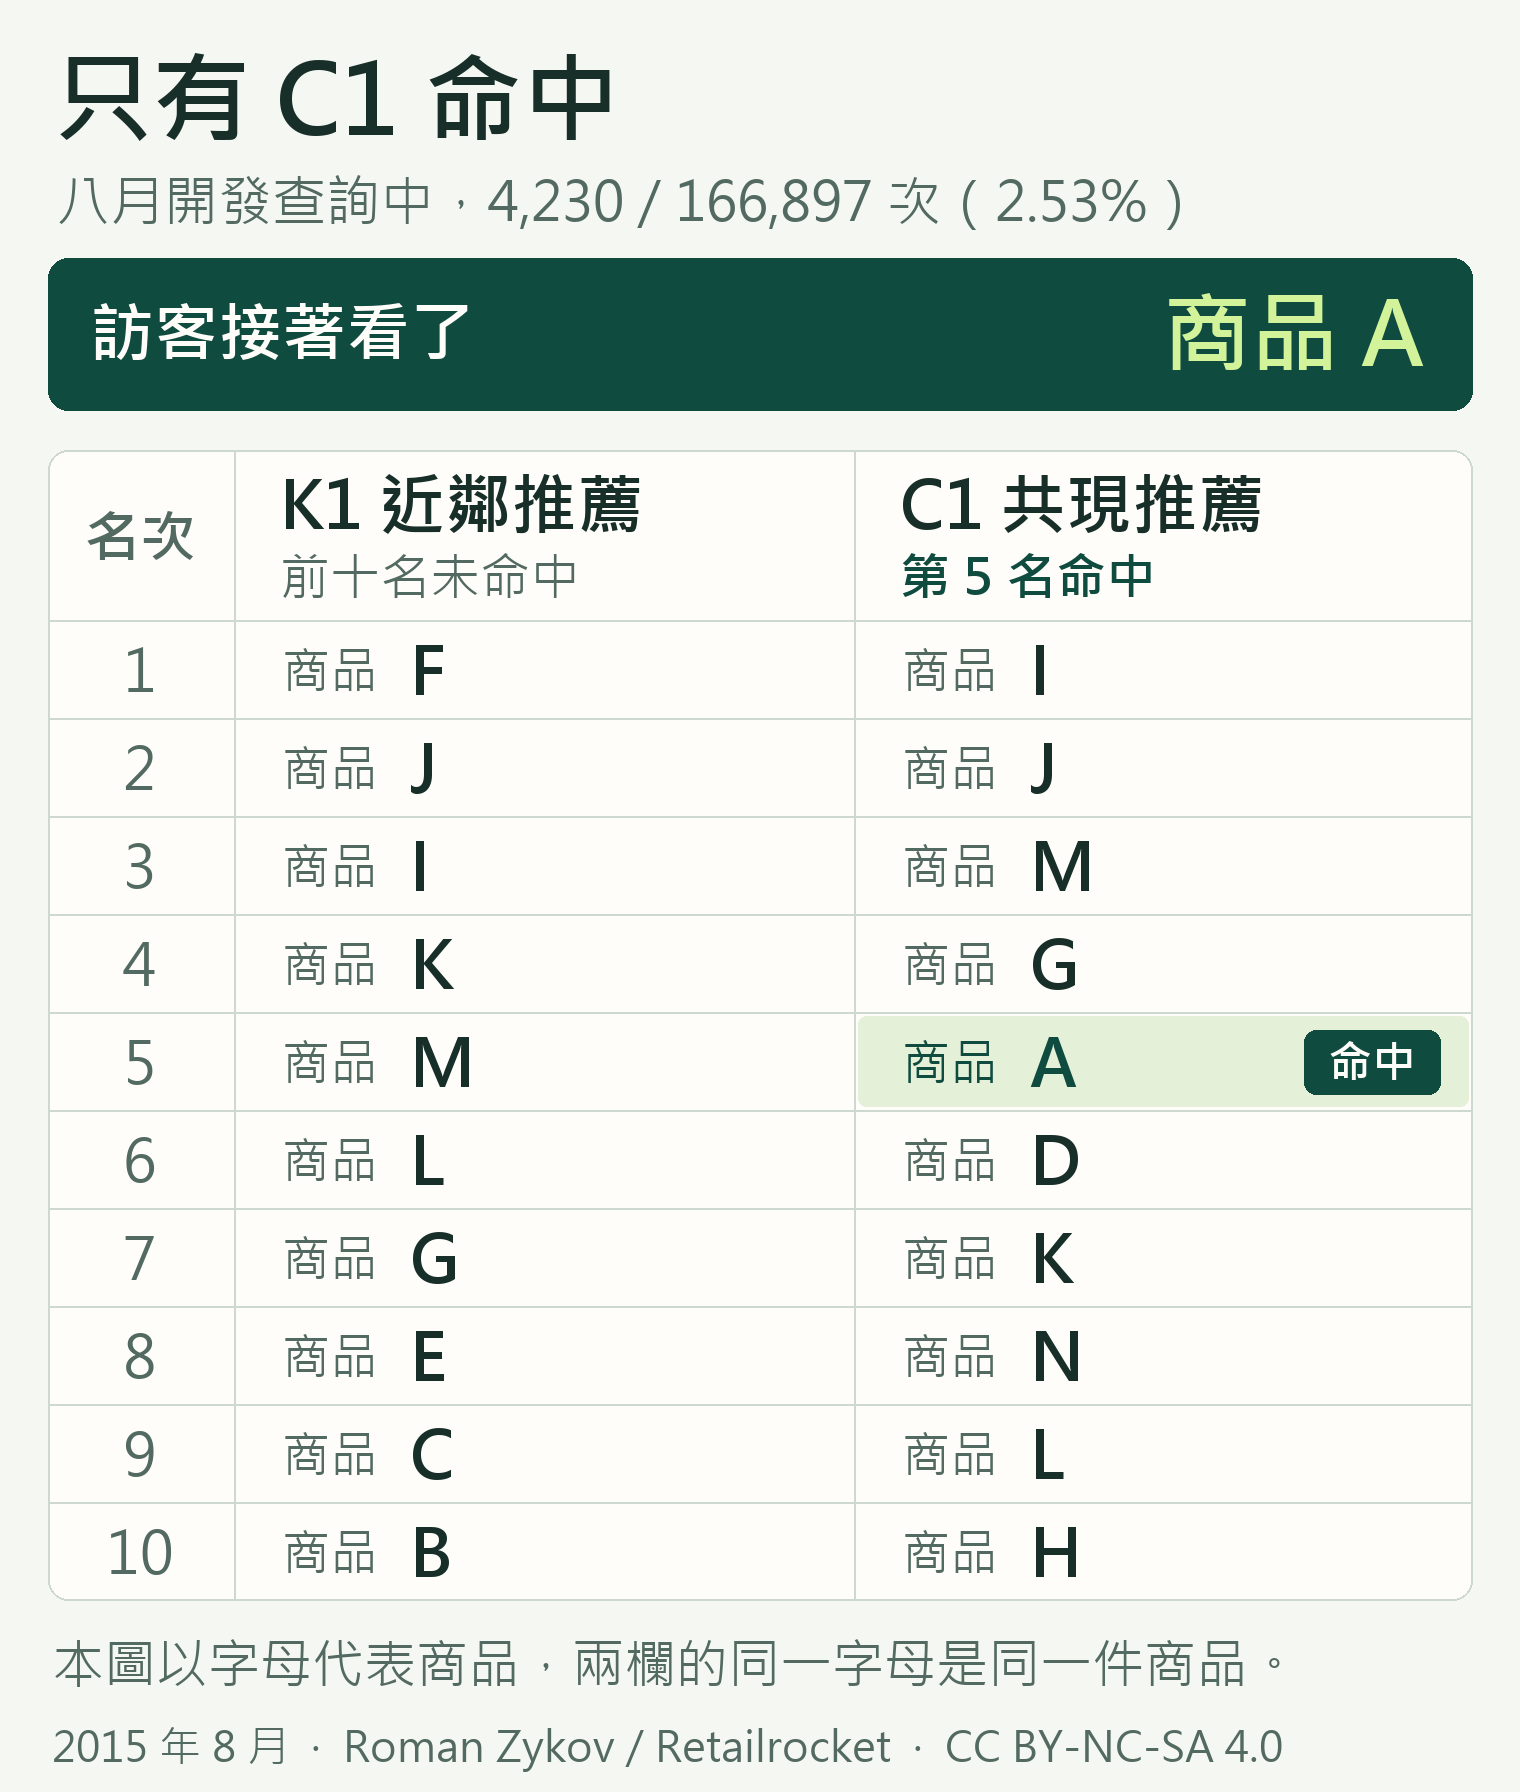 只有 C1 命中
八月開發查詢中，4,230 / 166,897 次（2.53%）
訪客接著看了 商品 A
名次 K1 近鄰推薦 C1 共現推薦
前十名未命中 第 5 名命中
1 商品 F 商品 I
2 商品 J 商品 J
3 商品 I 商品 M
4 商品 K 商品 G
5 商品 M 商品 A 命中
6 商品 L 商品 D
7 商品 G 商品 K
8 商品 E 商品 N
9 商品 C 商品 L
10 商品 B 商品 H
本圖以字母代表商品，兩欄的同一字母是同一件商品。
2015 年 8 月 · Roman Zykov / Retailrocket · CC BY-NC-SA 4.0